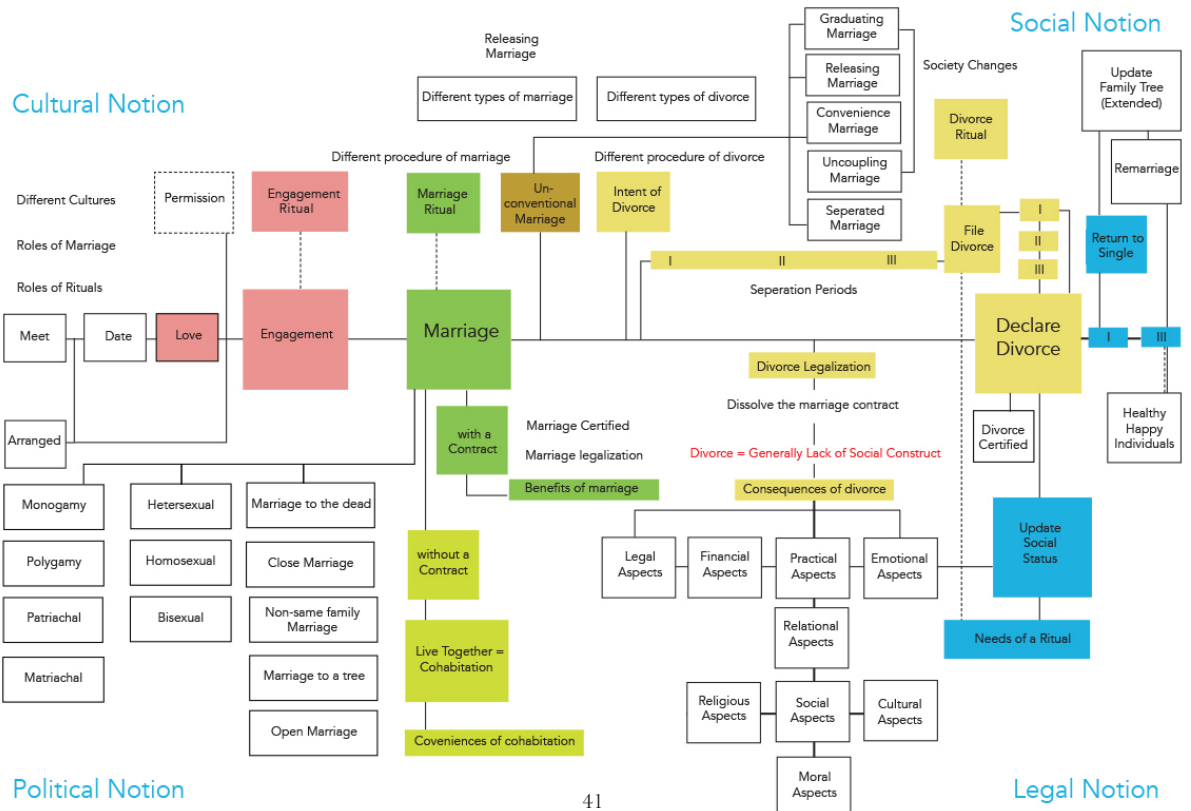 Social Notion
Cultural Notion
Releasing
Marriage
Different types of marriage
Different types of divorce
Graduating
Marriage
Releasing
Marriage
Convenience
Marriage
Uncoupling
Marriage
Seperated
Marriage
Society Changes
Update
Family Tree
(Extended)
Remarriage
Divorce
Ritual
Different procedure of marriage
Different procedure of divorce
Different Cultures
Roles of Marriage
Roles of Rituals
Permission
Engagement
Ritual
Marriage
Ritual
Un-
conventional
Marriage
Intent of
Divorce
File
Divorce
I
II
III
Return to
Single
I
II
III
Seperation Periods
Meet
Date
Love
Engagement
Marriage
Declare
Divorce
I
III
Arranged
Divorce Legalization
Dissolve the marriage contract
Divorce = Generally Lack of Social Construct
Consequences of divorce
Divorce
Certified
Healthy
Happy
Individuals
with a
Contract
Marriage Certified
Marriage legalization
Benefits of marriage
Monogamy
Hetersexual
Marriage to the dead
Polygamy
Homosexual
Close Marriage
Patriachal
Bisexual
Non-same family
Marriage
Matriachal
Marriage to a tree
Open Marriage
without a
Contract
Live Together =
Cohabitation
Coveniences of cohabitation
Legal
Aspects
Financial
Aspects
Practical
Aspects
Emotional
Aspects
Update
Social
Status
Relational
Aspects
Needs of a Ritual
Religious
Aspects
Social
Aspects
Cultural
Aspects
Moral
Aspects
Political Notion
41
Legal Notion